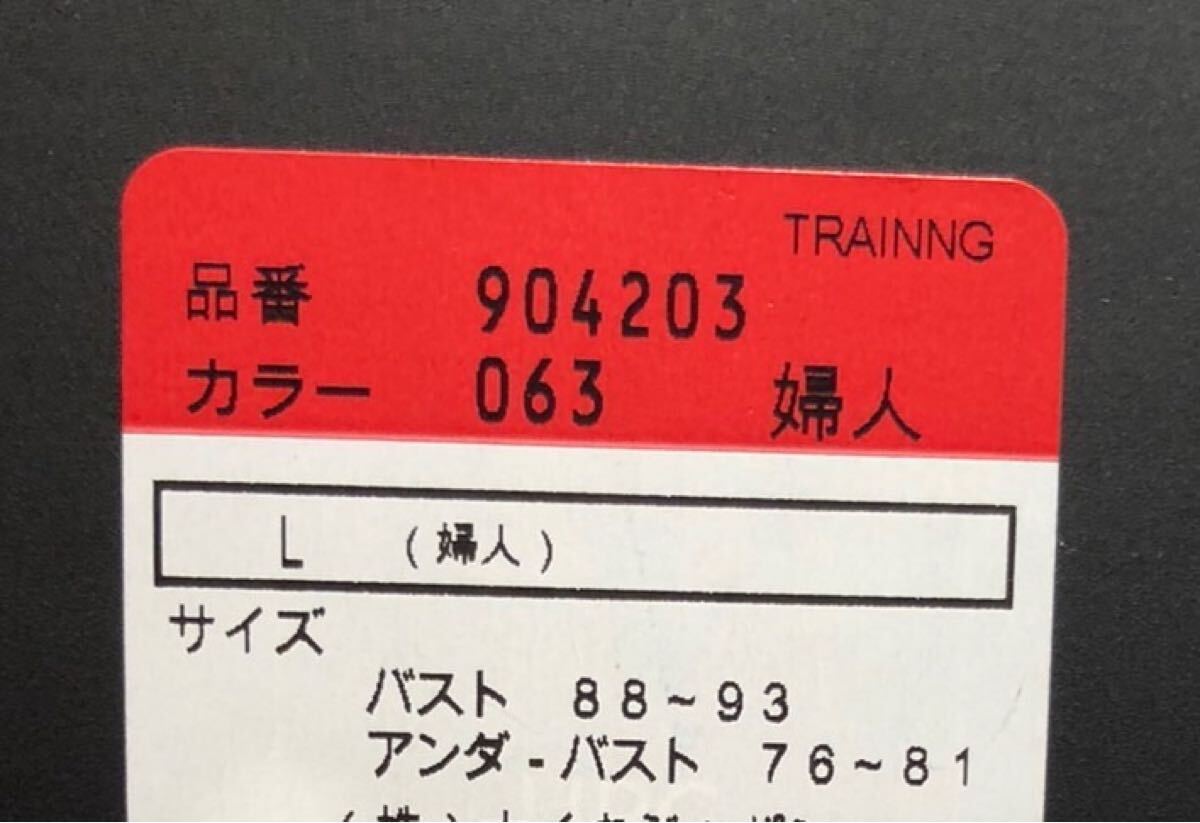 TRAINNG
品番 904203
カラー 063 婦人
L (婦人)
サイズ
バスト 88~93
アンダ-バスト 76~81